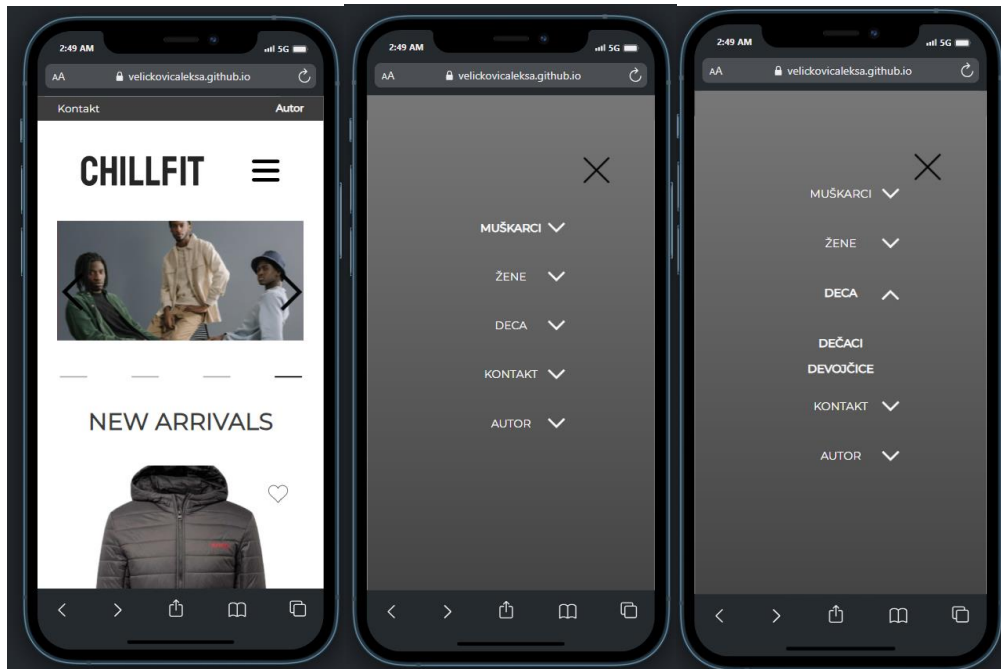 2:49 AM
5G
AA velickovicaleksa.github.io
Kontakt Autor
CHILLFIT
NEW ARRIVALS
2:49 AM
5G
AA velickovicaleksa.github.io
MUŠKARCI
ŽENE
DECA
KONTAKT
AUTOR
2:49 AM
5G
AA velickovicaleksa.github.io
MUŠKARCI
ŽENE
DECA
DEČACI
DEVOJČICE
KONTAKT
AUTOR